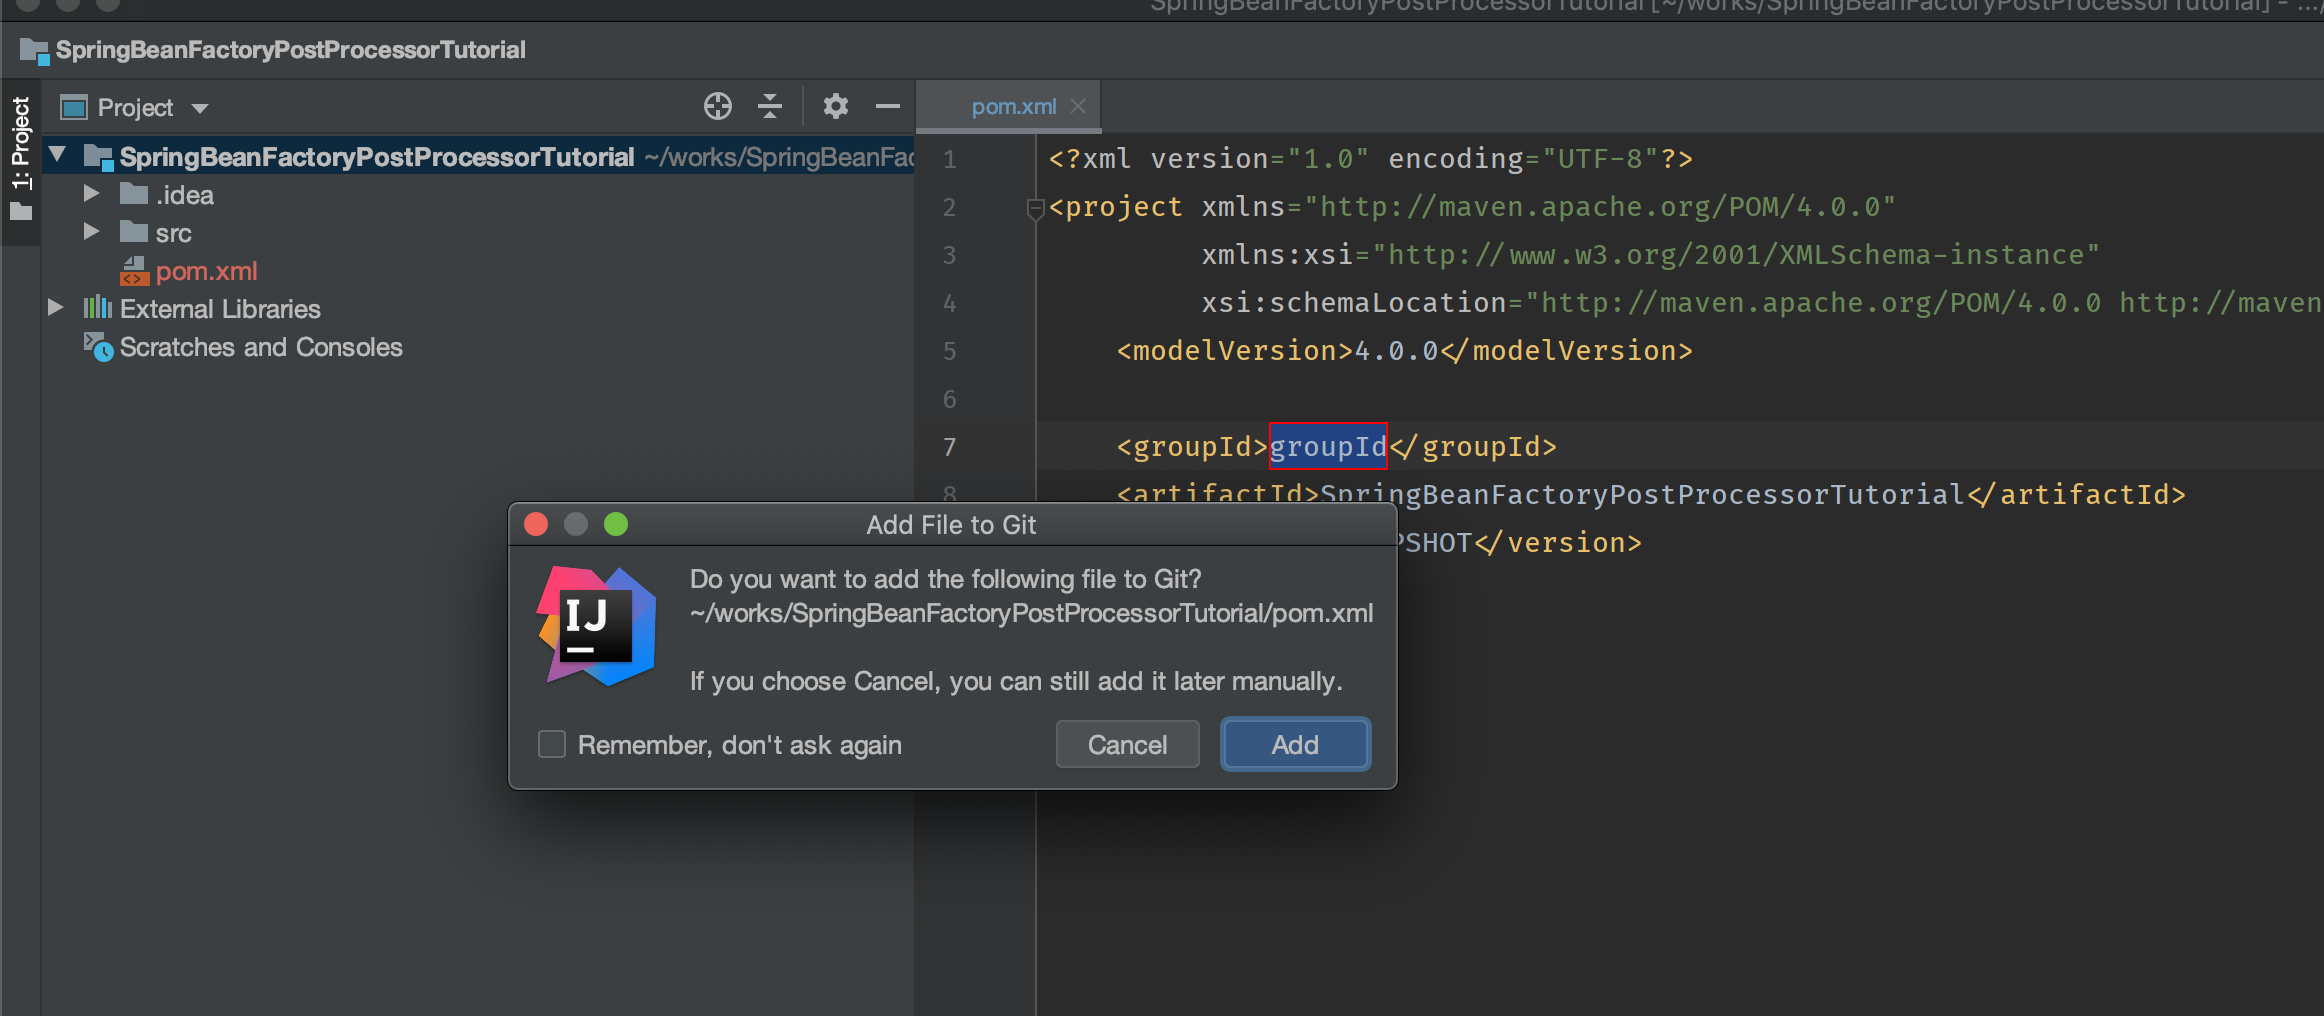 SpringBeanFactoryPostProcessorTutorial [~/works/SpringBeanFactoryPostProcessorTutorial] - .../
SpringBeanFactoryPostProcessorTutorial
1: Project
Project
pom.xml
SpringBeanFactoryPostProcessorTutorial ~/works/SpringBeanFac
.idea
src
pom.xml
External Libraries
Scratches and Consoles
1 <?xml version="1.0" encoding="UTF-8"?>
2 <project xmlns="http://maven.apache.org/POM/4.0.0"
3 xmlns:xsi="http://www.w3.org/2001/XMLSchema-instance"
4 xsi:schemaLocation="http://maven.apache.org/POM/4.0.0 http://maven
5 <modelVersion>4.0.0</modelVersion>
6
7 <groupId>groupId</groupId>
8 <artifactId>SpringBeanFactoryPostProcessorTutorial</artifactId>
PSHOT</version>
Add File to Git
IJ
Do you want to add the following file to Git?
~/works/SpringBeanFactoryPostProcessorTutorial/pom.xml
If you choose Cancel, you can still add it later manually.
Remember, don't ask again
Cancel
Add